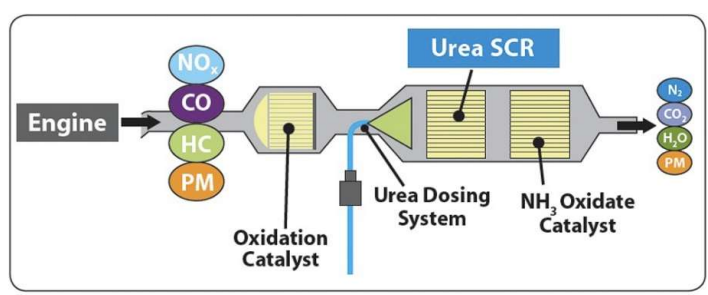 Engine
NOₓ
CO
HC
PM
Oxidation
Catalyst
Urea Dosing
System
Urea SCR
NH₃ Oxidate
Catalyst
N₂
CO₂
H₂O
PM